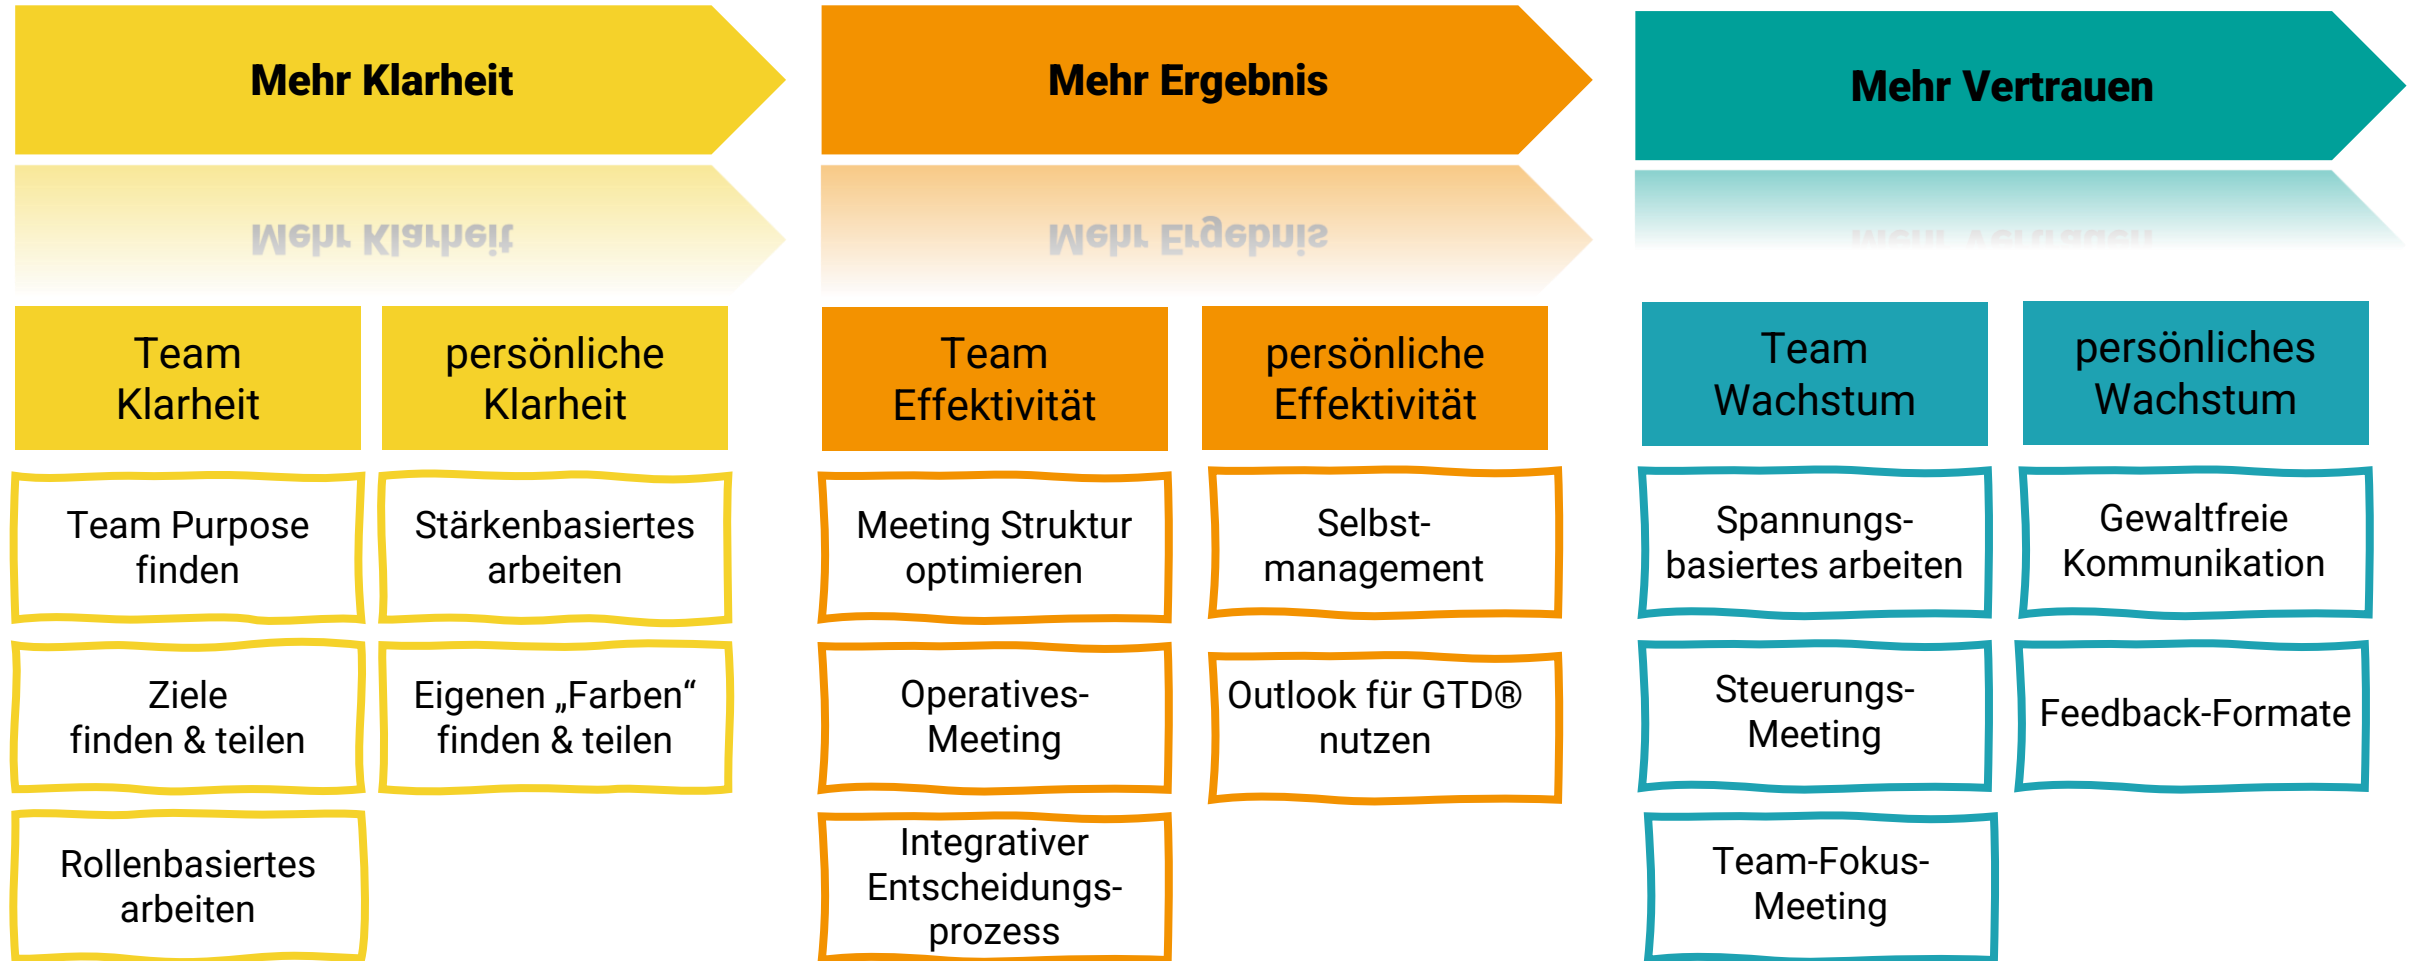 Mehr Klarheit
Mehr Ergebnis
Mehr Vertrauen
Mehr Klarheit
Mehr Ergebnis
Mehr Vertrauen
Team
Klarheit
persönliche
Klarheit
Team
Effektivität
persönliche
Effektivität
Team
Wachstum
persönliches
Wachstum
Team Purpose
finden
Stärkenbasiertes
arbeiten
Meeting Struktur
optimieren
Selbst-
management
Spannungs-
basiertes arbeiten
Gewaltfreie
Kommunikation
Ziele
finden & teilen
Eigenen „Farben“
finden & teilen
Operatives-
Meeting
Outlook für GTD®
nutzen
Steuerungs-
Meeting
Feedback-Formate
Rollenbasiertes
arbeiten
Integrativer
Entscheidungs-
prozess
Team-Fokus-
Meeting